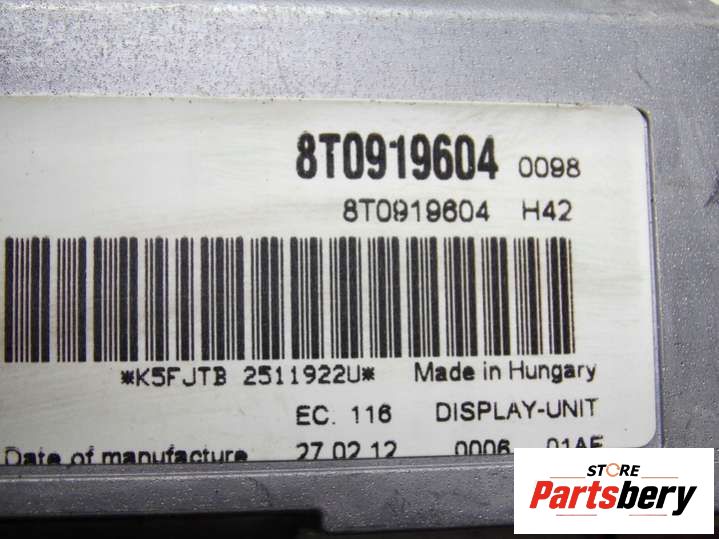 8T0919604 0098
8T0919604 H42
*K5FJTB 2511922U* Made in Hungary
EC. 116 DISPLAY-UNIT
Date of manufacture 27.02.12 0006
STORE
Partsbery